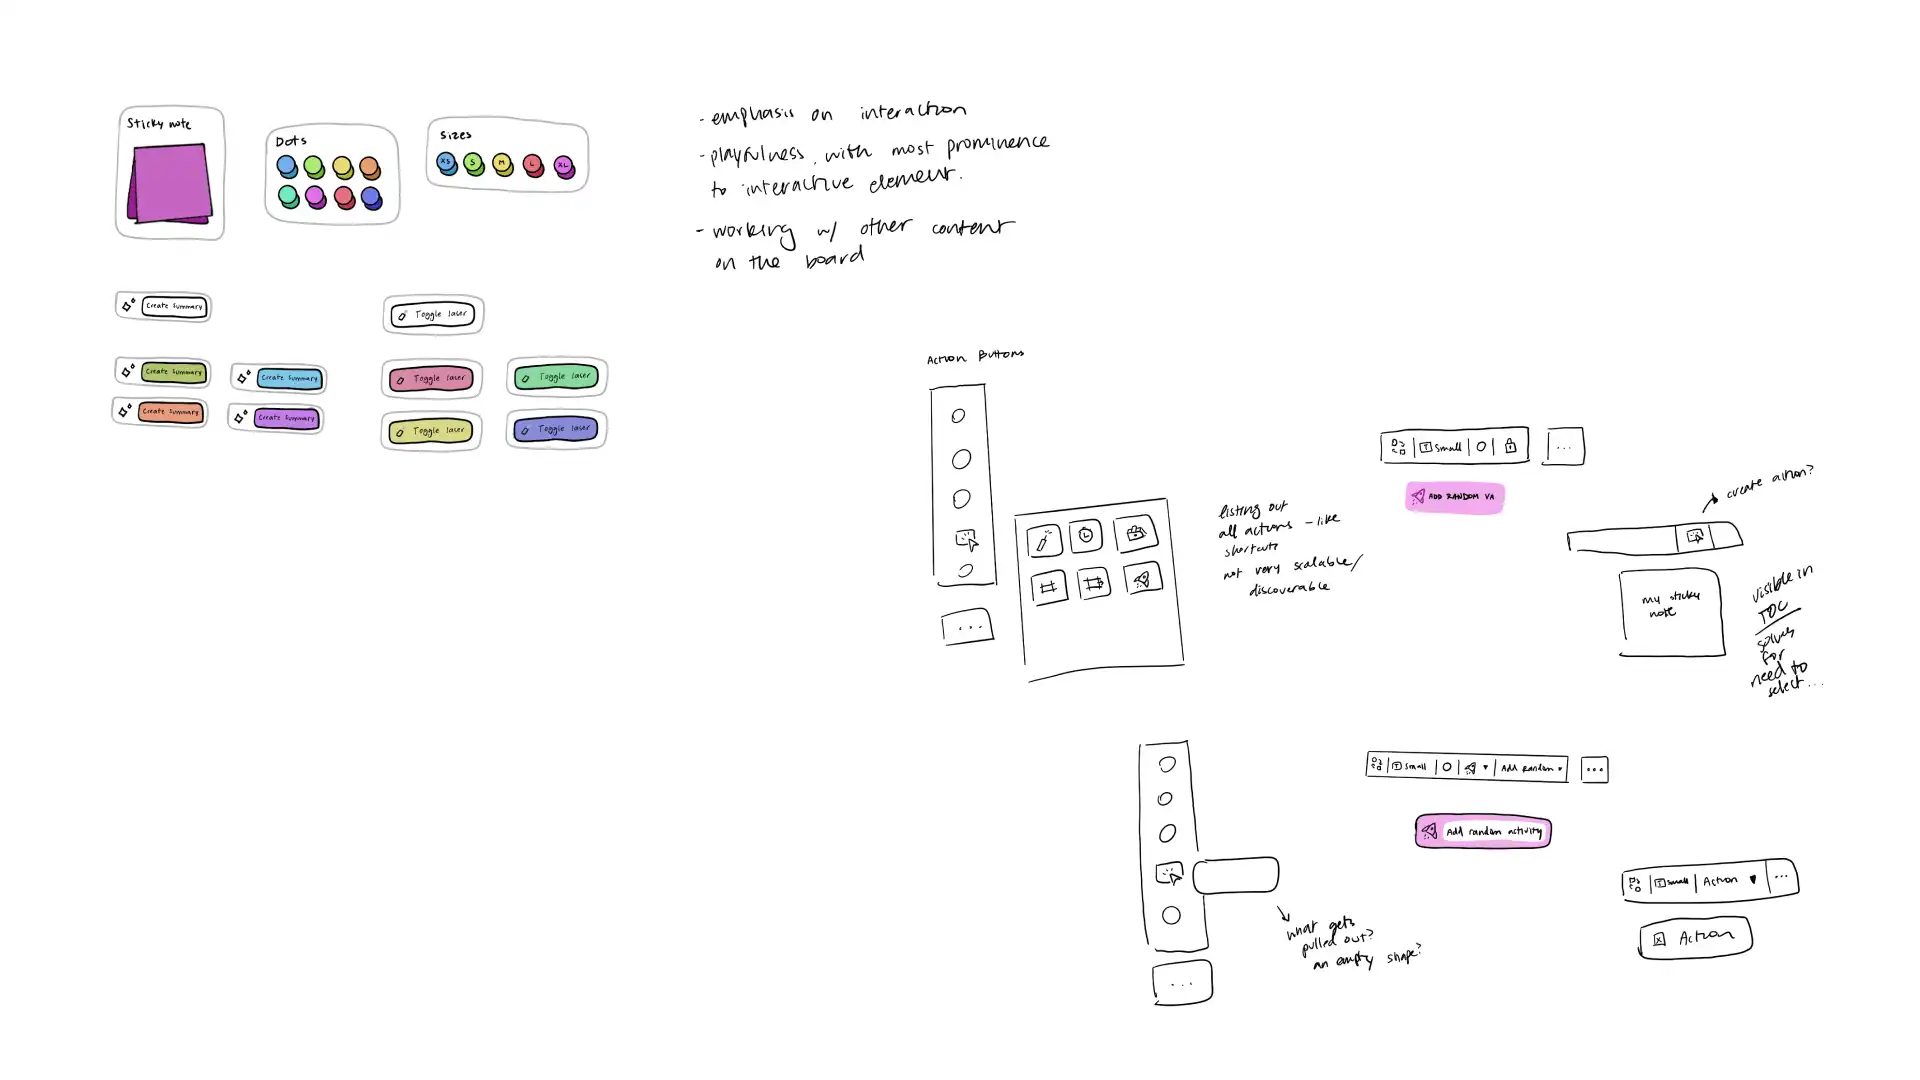 Sticky note
Dots
Sizes
XS
S
M
L
XL
- emphasis on interaction
- playfulness, with most prominence
to interactive element.
- working w/ other content
on the board
Create Summary
Toggle laser
Create Summary
Create Summary
Toggle laser
Toggle laser
Create Summary
Create Summary
Toggle laser
Toggle laser
Action Buttons
...
listing out
all actions - like
shortcuts
not very scalable/
discoverable
T Small
...
ADD RANDOM VA
create action?
my sticky
note
visible in
TOC
solves
for
need to
select...
...
what gets
pulled out?
an empty shape?
T Small Add random
...
Add random activity
T Small Action ...
x Action